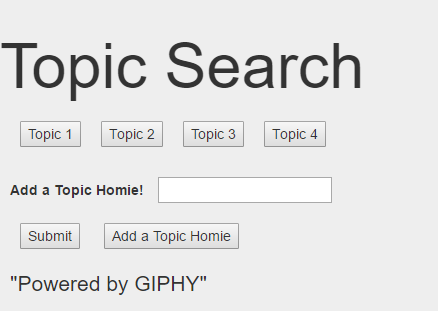 Topic Search
Topic 1 Topic 2 Topic 3 Topic 4
Add a Topic Homie!
Submit Add a Topic Homie
"Powered by GIPHY"